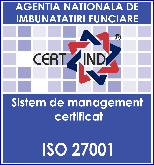 AGENTIA NATIONALA DE
IMBUNATATIRI FUNCIARE
CERT IND ®
Sistem de management
certificat
ISO 27001